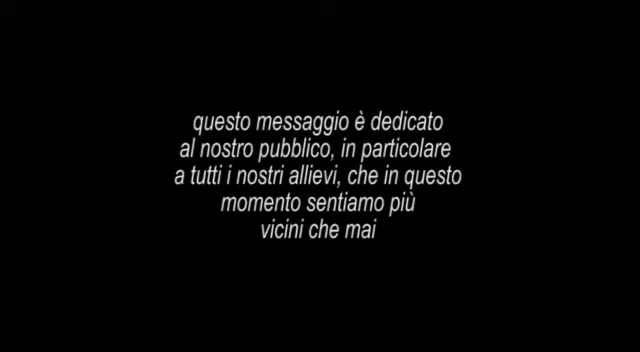 questo messaggio è dedicato
al nostro pubblico, in particolare
a tutti i nostri allievi, che in questo
momento sentiamo più
vicini che mai